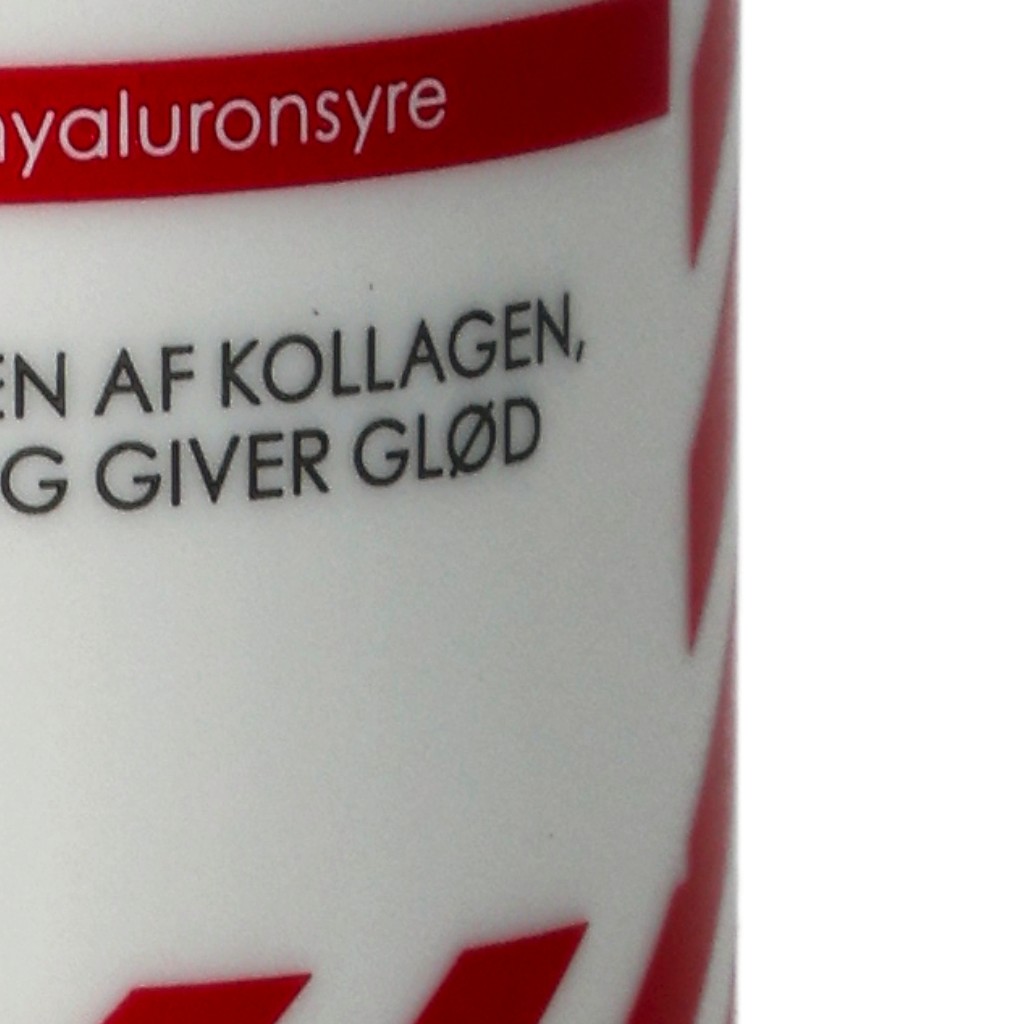 hyaluronsyre
EN AF KOLLAGEN,
G GIVER GLØD